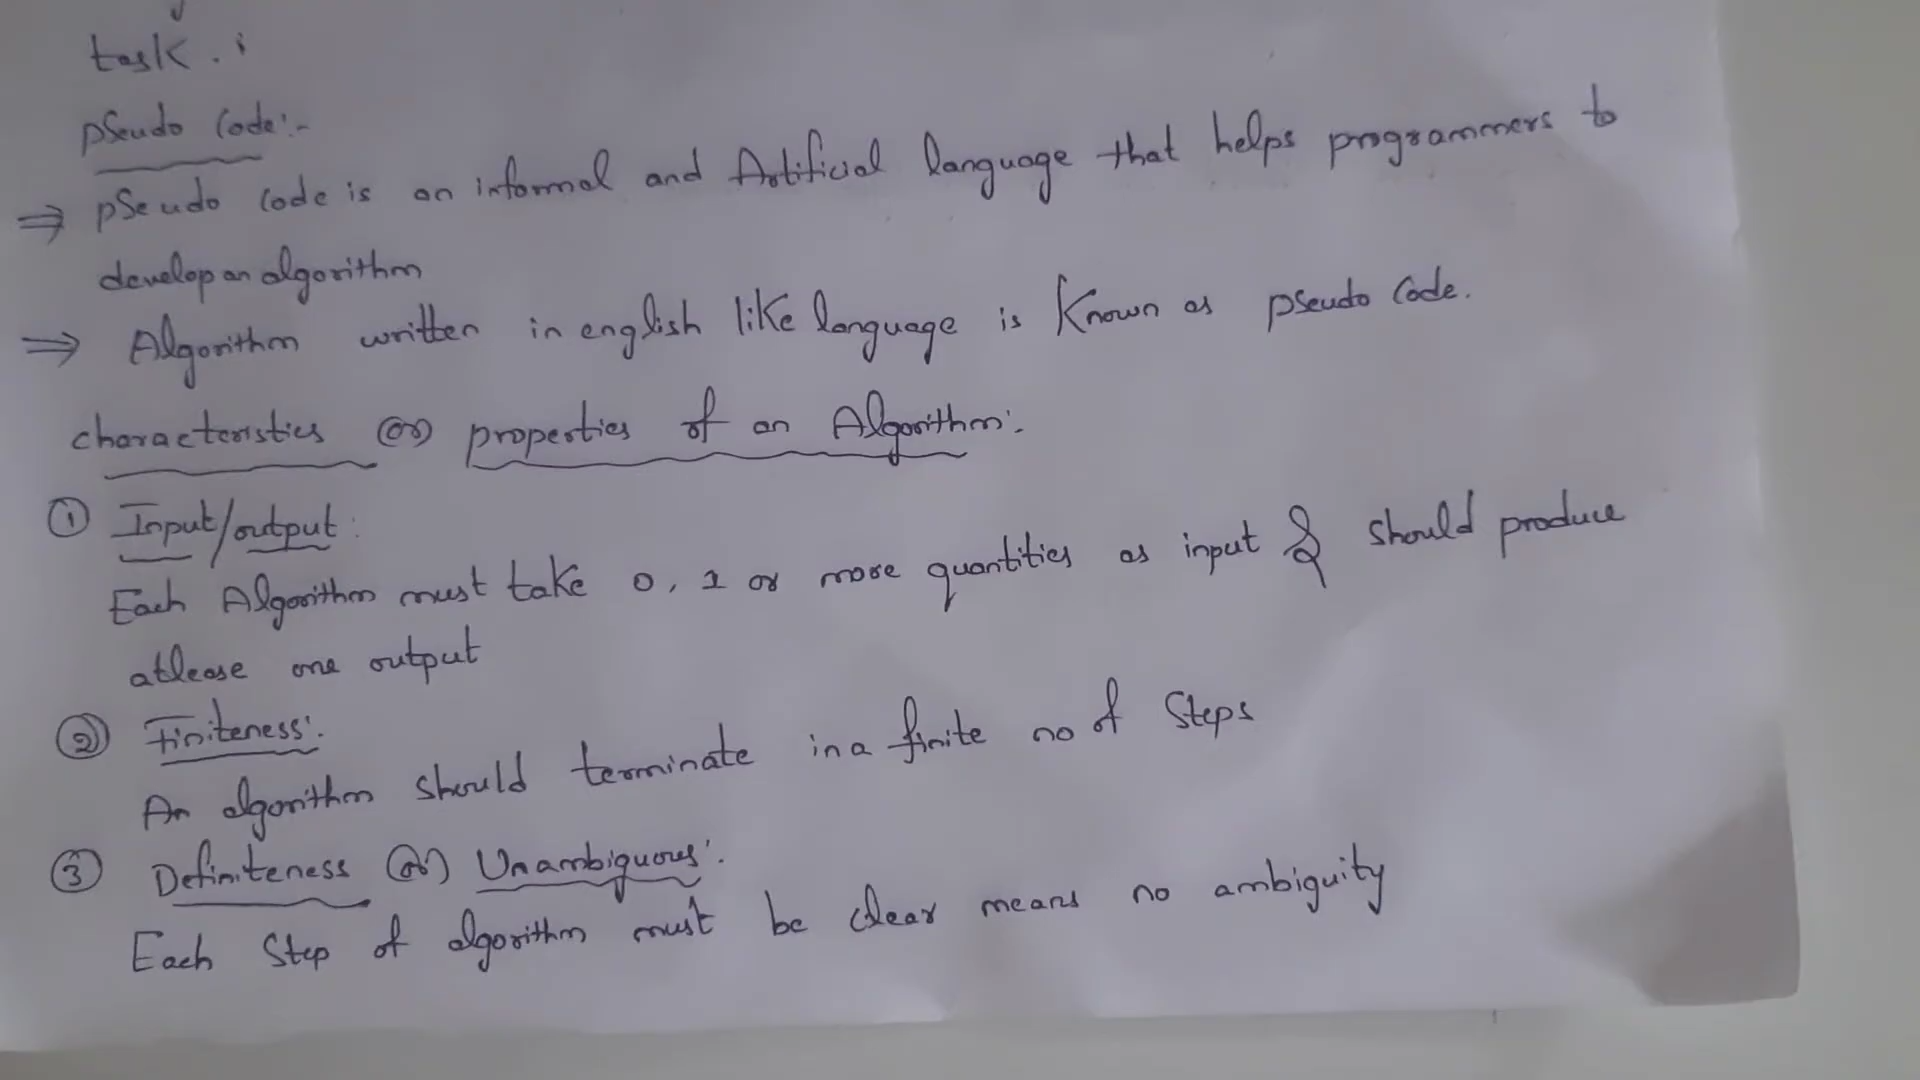 task.
pseudo code:-
⇒ pseudo code is an informal and Artificial language that helps programmers to
develop an algorithm
⇒ Algorithm written in english like language is Known as pseudo code.
characteristics (or) properties of an Algorithm:
① Input/output:
Each Algorithm must take 0, 1 or more quantities as input & should produce
atlease one output
② Finiteness:
An algorithm should terminate in a finite no of steps
③ Definiteness (or) Unambiguous:
Each step of algorithm must be clear means no ambiguity